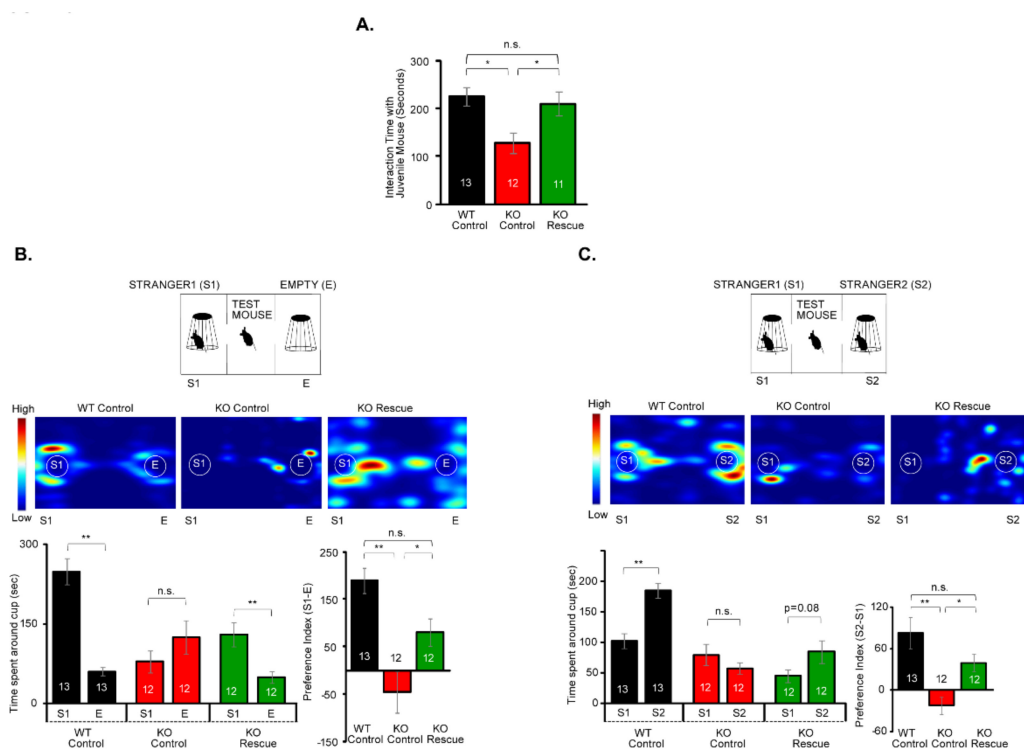 A.
n.s.
* *
300
200
100
0
Interaction Time with
Juvenile Mouse (Seconds)
13 12 11
WT KO KO
Control Control Rescue
B.
STRANGER1 (S1) EMPTY (E)
TEST
MOUSE
S1 E
High
Low
WT Control KO Control KO Rescue
S1 E S1 E S1 E
S1 E S1 E S1 E
Time spent around cup (sec)
300
150
0
** n.s. **
13 13 12 12 12 12
S1 E S1 E S1 E
WT KO KO
Control Control Rescue
Preference Index (S1-E)
250
150
50
-50
-150
n.s.
** *
13 12 12
WT KO KO
Control Control Rescue
C.
STRANGER1 (S1) STRANGER2 (S2)
TEST
MOUSE
S1 S2
High
Low
WT Control KO Control KO Rescue
S1 S2 S1 S2 S1 S2
S1 S2 S1 S2 S1 S2
Time spent around cup (sec)
250
200
150
100
50
0
** n.s. p=0.08
13 13 12 12 12 12
S1 S2 S1 S2 S1 S2
WT KO KO
Control Control Rescue
Preference Index (S2-S1)
120
60
0
-60
n.s.
** *
13 12 12
WT KO KO
Control Control Rescue